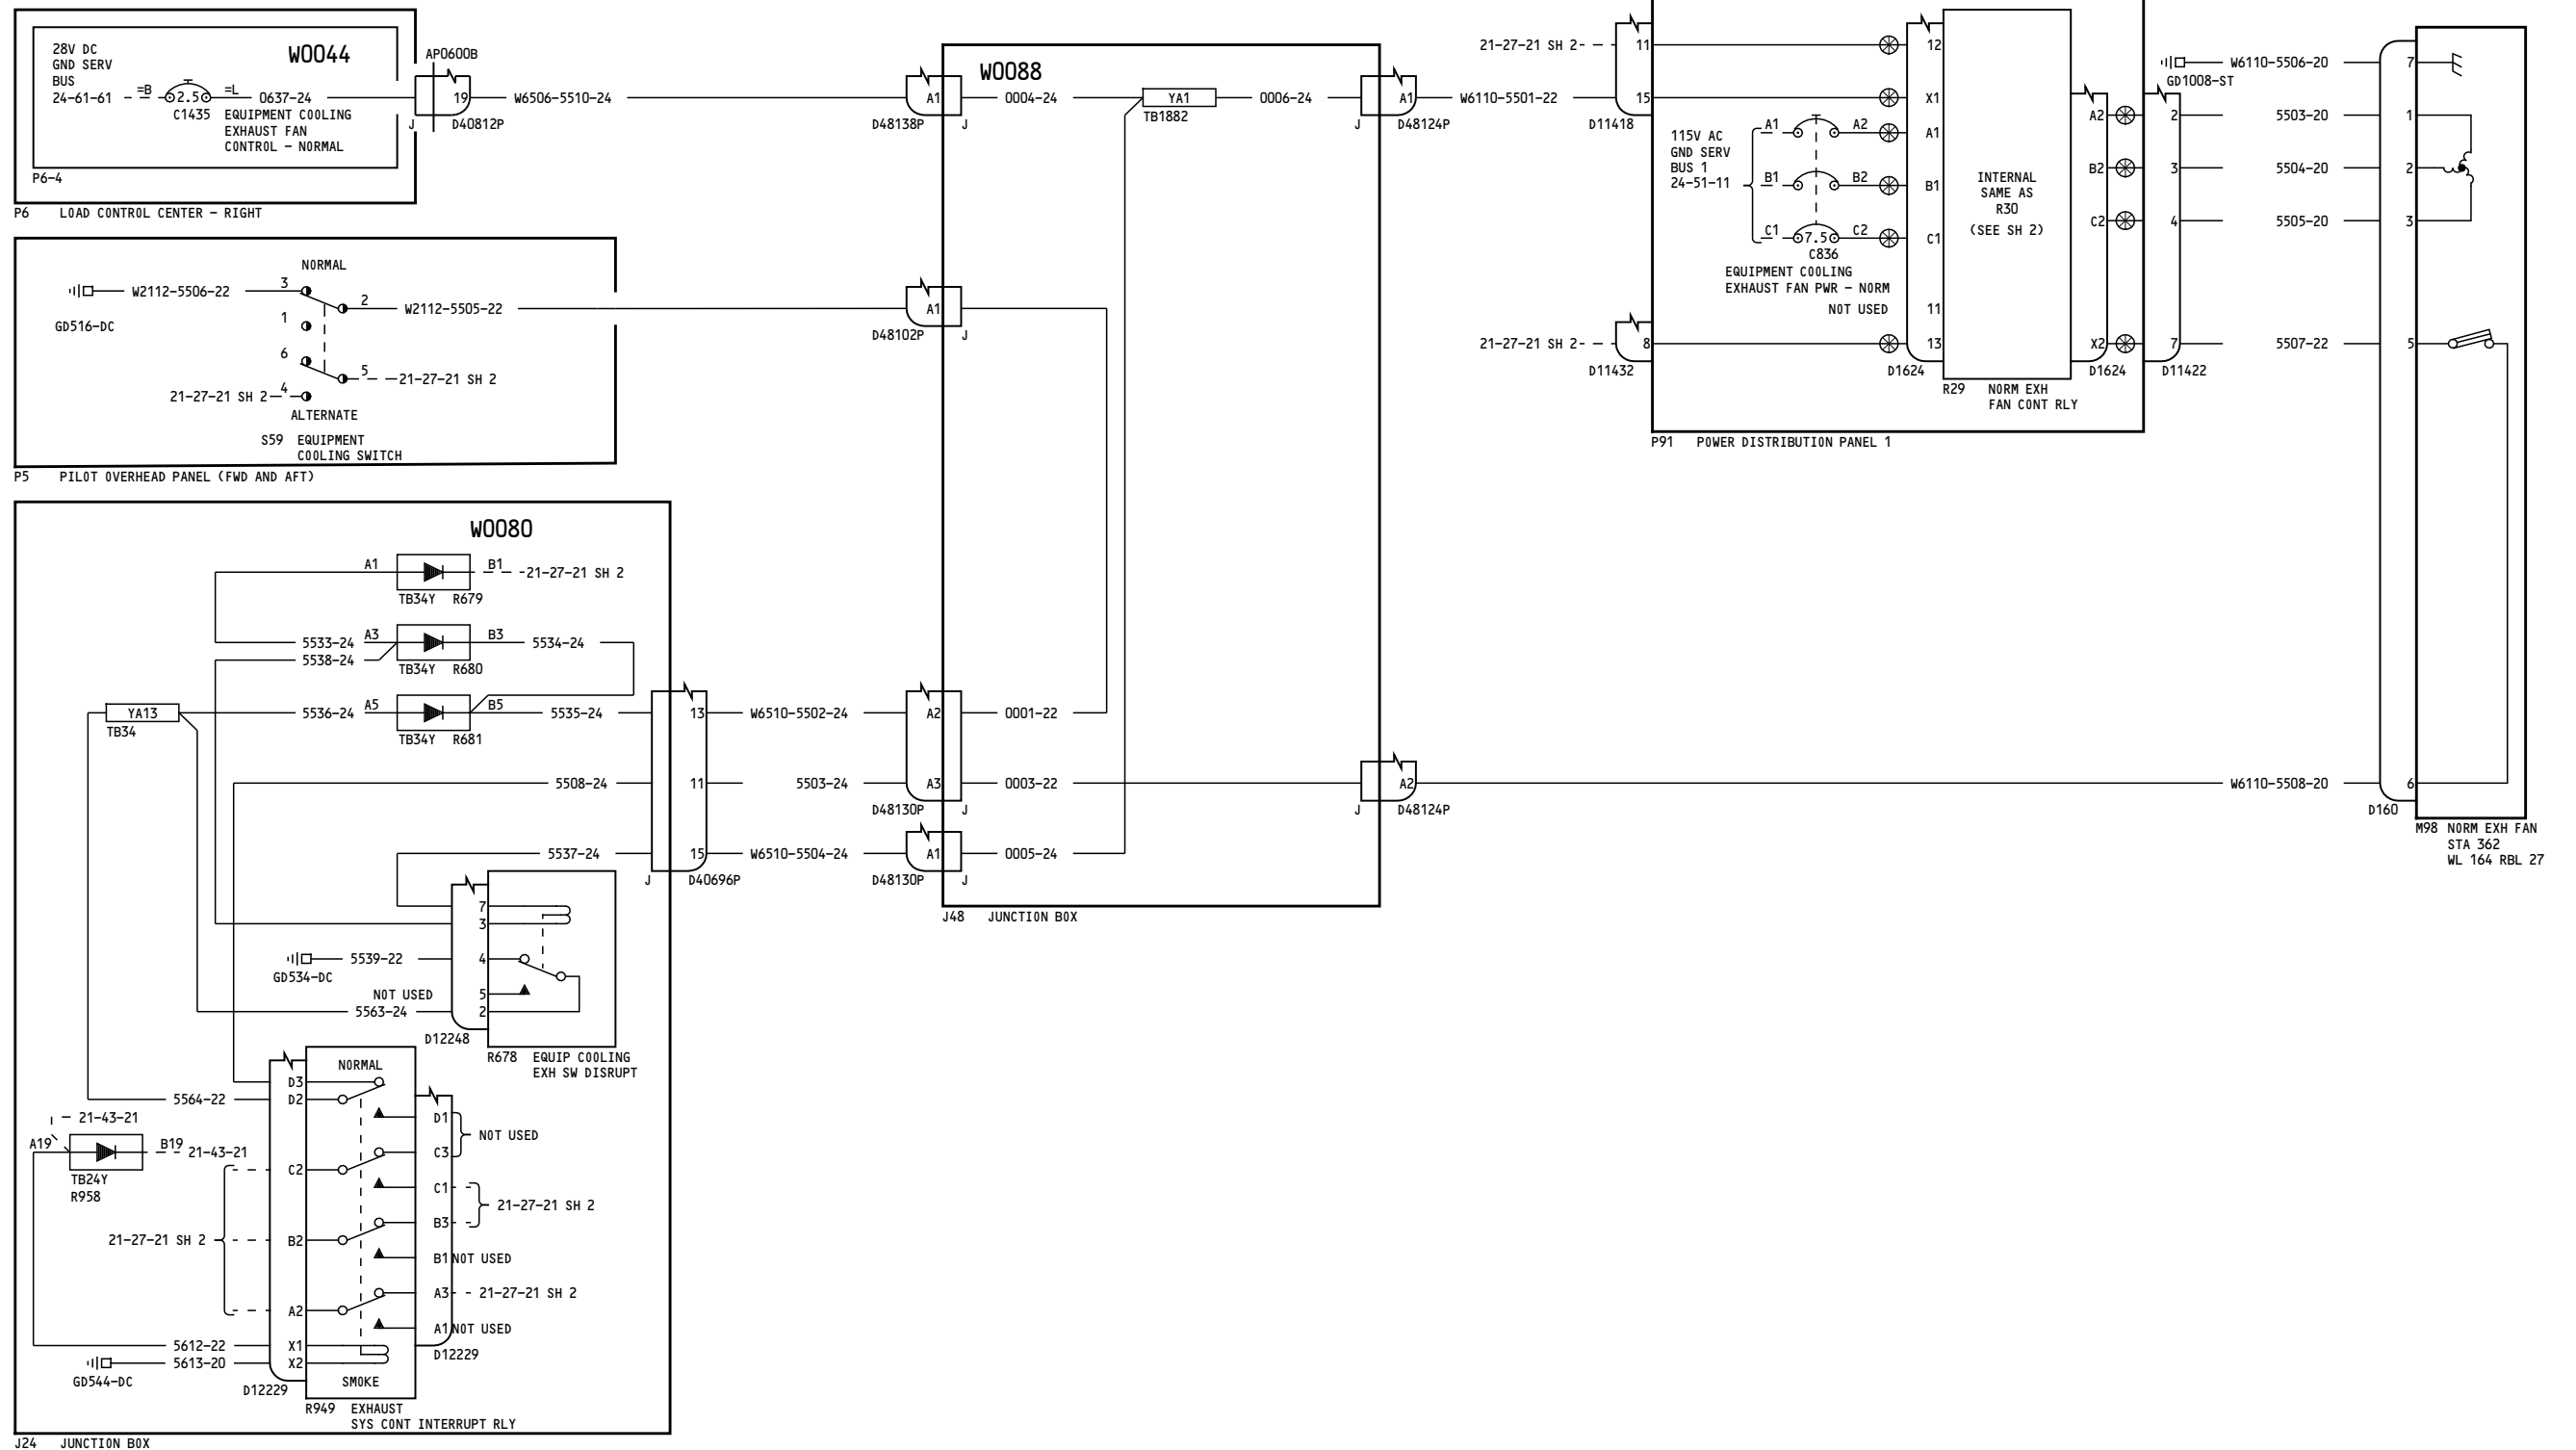 28V DC
GND SERV
BUS
24-61-61
=B
2.5
C1435
=L
0637-24
EQUIPMENT COOLING
EXHAUST FAN
CONTROL - NORMAL
W0044
P6-4
P6 LOAD CONTROL CENTER - RIGHT
AP0600B
19
J D40812P
W6506-5510-24
A1
D48138P J
W0088
0004-24
YA1
TB1882
0006-24
A1
J D48124P
W6110-5501-22
21-27-21 SH 2
11
15
D11418
115V AC
GND SERV
BUS 1
24-51-11
A1 A2
B1 B2
C1 7.5 C2
C836
EQUIPMENT COOLING
EXHAUST FAN PWR - NORM
NOT USED
21-27-21 SH 2
8
D11432
12
X1
A1
B1
C1
11
13
D1624
INTERNAL
SAME AS
R30
(SEE SH 2)
R29 NORM EXH
FAN CONT RLY
A2
B2
C2
X2
D1624
2
3
4
7
D11422
P91 POWER DISTRIBUTION PANEL 1
GD1008-ST
W6110-5506-20
5503-20
5504-20
5505-20
5507-22
7
1
2
3
5
6
W6110-5508-20
D160
M98 NORM EXH FAN
STA 362
WL 164 RBL 27
NORMAL
3
W2112-5506-22
GD516-DC
2
W2112-5505-22
1
6
5
21-27-21 SH 2
21-27-21 SH 2
4
ALTERNATE
S59 EQUIPMENT
COOLING SWITCH
P5 PILOT OVERHEAD PANEL (FWD AND AFT)
A1
D48102P J
W0080
A1 B1 21-27-21 SH 2
TB34Y R679
5533-24 A3 B3 5534-24
5538-24
TB34Y R680
YA13
TB34
5536-24 A5 B5 5535-24
TB34Y R681
13
W6510-5502-24
A2
0001-22
5508-24
11
5503-24
A3
0003-22
D48130P J
A2
J D48124P
5537-24
15
W6510-5504-24
A1
0005-24
J D40696P
D48130P J
J48 JUNCTION BOX
7
3
5539-22
4
GD534-DC
NOT USED
5
5563-24
2
D12248
R678 EQUIP COOLING
EXH SW DISRUPT
NORMAL
D3
5564-22
D2
21-43-21
A19 B19 21-43-21
TB24Y
R958
D1
NOT USED
C3
C2
C1
21-27-21 SH 2
B3
21-27-21 SH 2
B2
B1 NOT USED
A3 21-27-21 SH 2
A2
A1 NOT USED
5612-22
X1
5613-20
X2
GD544-DC
D12229
SMOKE
D12229
R949 EXHAUST
SYS CONT INTERRUPT RLY
J24 JUNCTION BOX